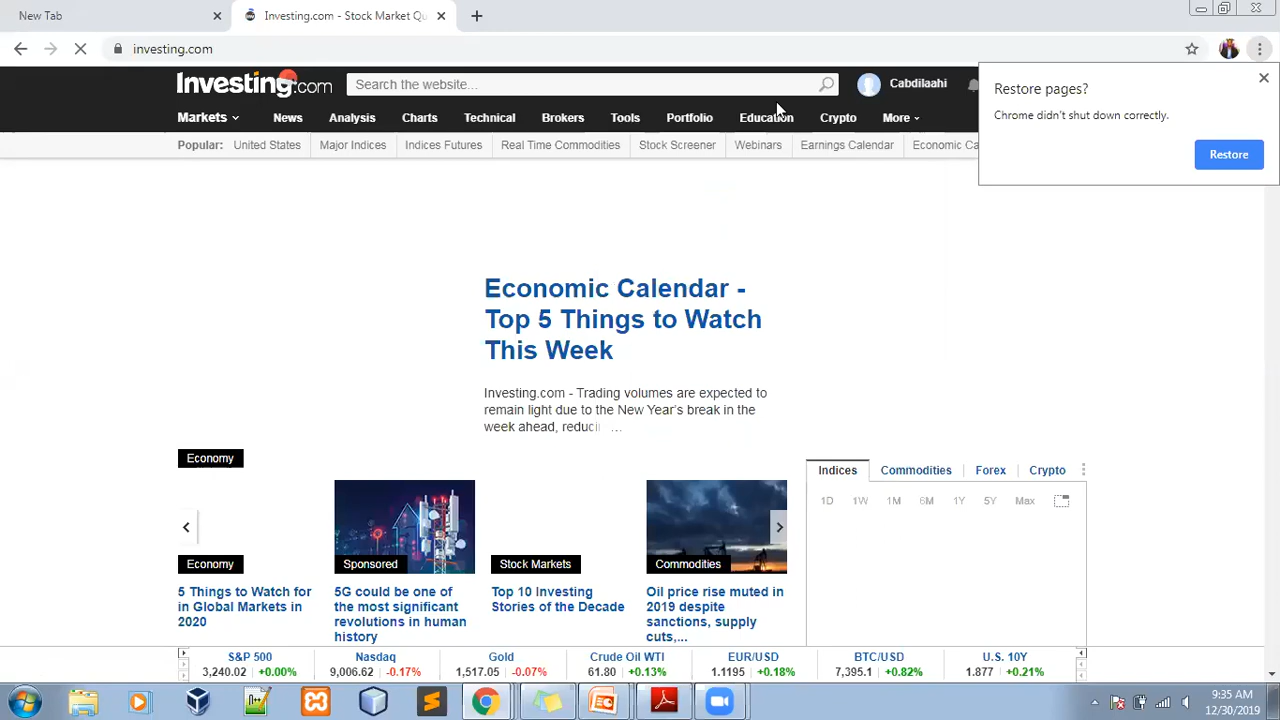 New Tab
Investing.com - Stock Market Qu
investing.com
Investing.com
Search the website...
Cabdilaahi
Restore pages?
Chrome didn't shut down correctly.
Restore
Markets
News
Analysis
Charts
Technical
Brokers
Tools
Portfolio
Education
Crypto
More
Popular:
United States
Major Indices
Indices Futures
Real Time Commodities
Stock Screener
Webinars
Earnings Calendar
Economic Ca
Economic Calendar -
Top 5 Things to Watch
This Week
Investing.com - Trading volumes are expected to
remain light due to the New Year's break in the
week ahead, reduci ...
Economy
Indices
Commodities
Forex
Crypto
1D
1W
1M
6M
1Y
5Y
Max
Economy
5 Things to Watch for
in Global Markets in
2020
Sponsored
5G could be one of
the most significant
revolutions in human
history
Stock Markets
Top 10 Investing
Stories of the Decade
Commodities
Oil price rise muted in
2019 despite
sanctions, supply
cuts,...
S&P 500
3,240.02 +0.00%
Nasdaq
9,006.62 -0.17%
Gold
1,517.05 -0.07%
Crude Oil WTI
61.80 +0.13%
EUR/USD
1.1195 +0.18%
BTC/USD
7,395.1 +0.82%
U.S. 10Y
1.877 +0.21%
9:35 AM
12/30/2019